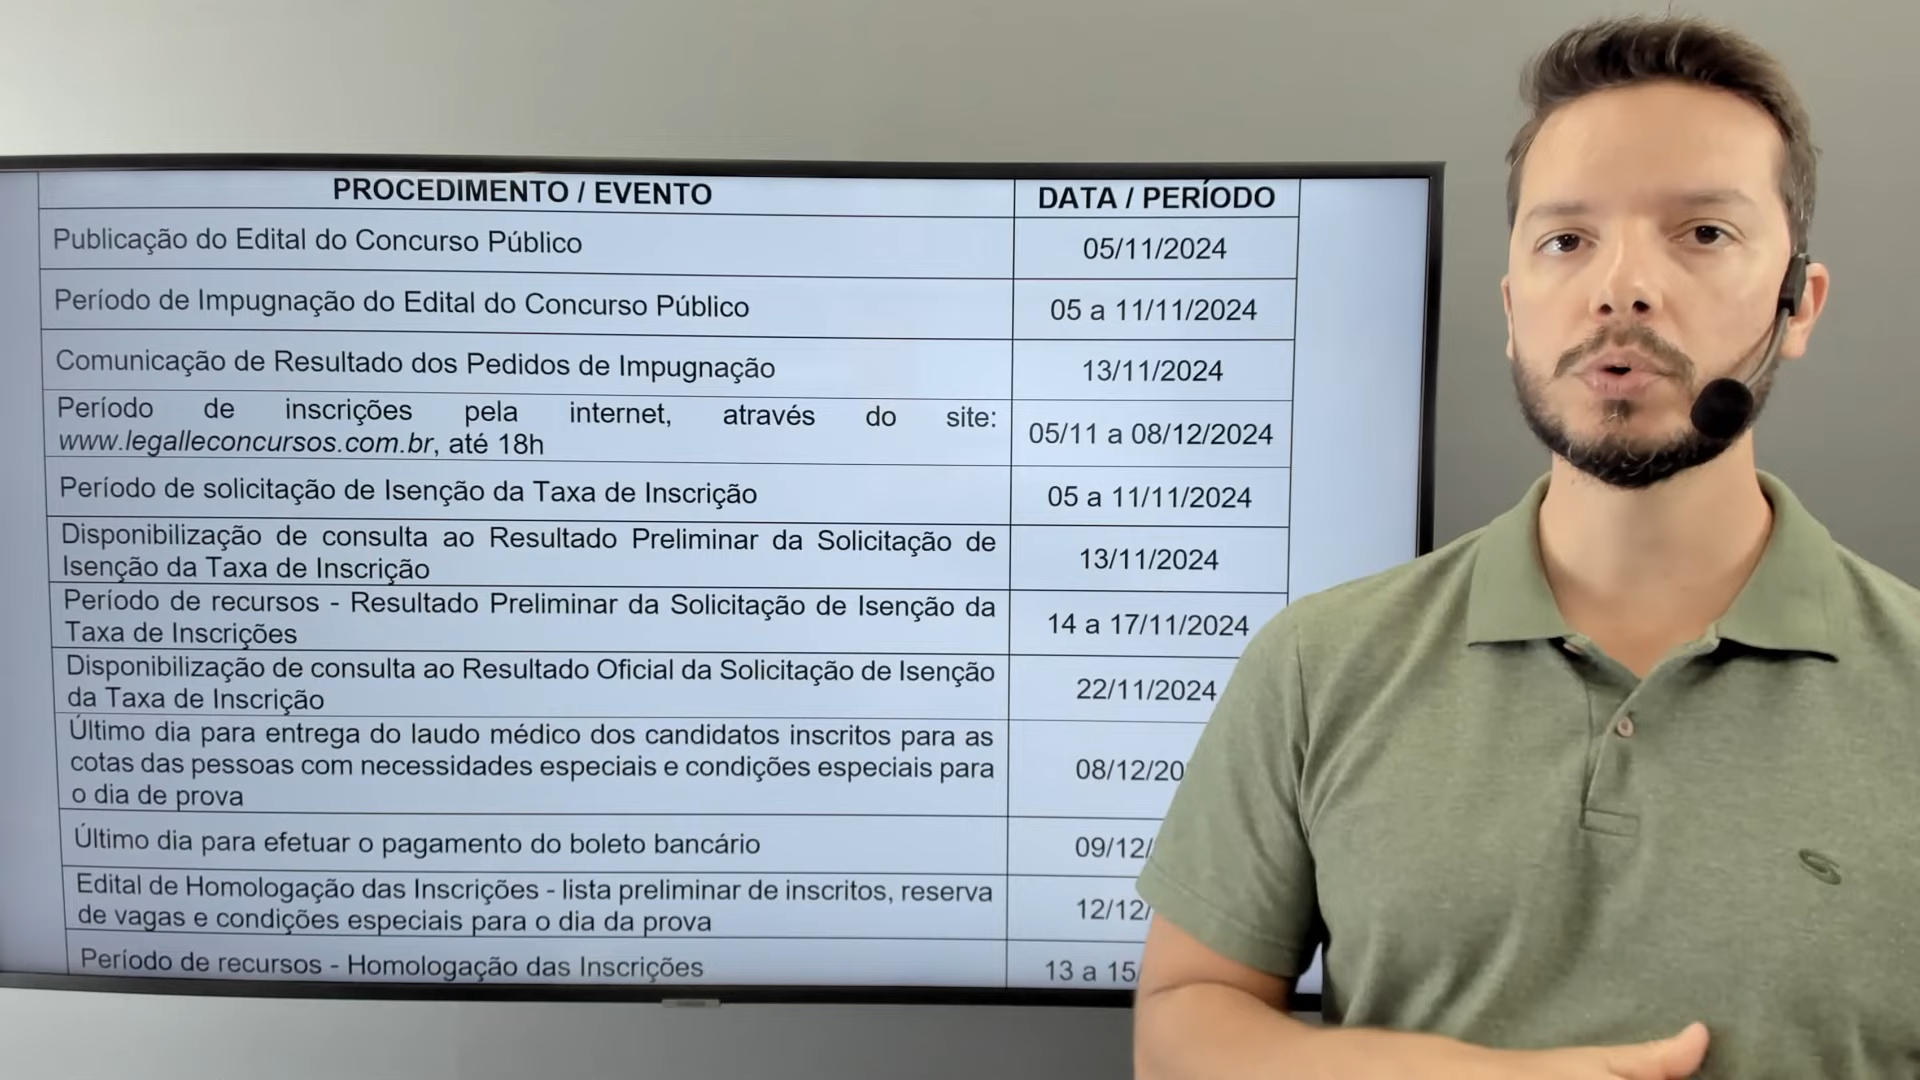 PROCEDIMENTO / EVENTO DATA / PERÍODO
Publicação do Edital do Concurso Público 05/11/2024
Período de Impugnação do Edital do Concurso Público 05 a 11/11/2024
Comunicação de Resultado dos Pedidos de Impugnação 13/11/2024
Período de inscrições pela internet, através do site:
www.legalleconcursos.com.br, até 18h 05/11 a 08/12/2024
Período de solicitação de Isenção da Taxa de Inscrição 05 a 11/11/2024
Disponibilização de consulta ao Resultado Preliminar da Solicitação de
Isenção da Taxa de Inscrição 13/11/2024
Período de recursos - Resultado Preliminar da Solicitação de Isenção da
Taxa de Inscrições 14 a 17/11/2024
Disponibilização de consulta ao Resultado Oficial da Solicitação de Isenção
da Taxa de Inscrição 22/11/2024
Último dia para entrega do laudo médico dos candidatos inscritos para as
cotas das pessoas com necessidades especiais e condições especiais para 08/12/20
o dia de prova
Último dia para efetuar o pagamento do boleto bancário 09/12/
Edital de Homologação das Inscrições - lista preliminar de inscritos, reserva
de vagas e condições especiais para o dia da prova 12/12/
Período de recursos - Homologação das Inscrições 13 a 15/